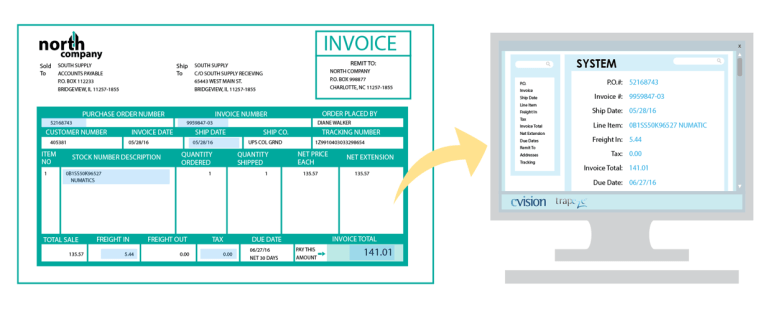 north
company
INVOICE
Sold
To
SOUTH SUPPLY
ACCOUNTS PAYABLE
P.O. BOX 112233
BRIDGEVIEW, IL 11257-1855
Ship
To
SOUTH SUPPLY
C/O SOUTH SUPPLY RECIEVING
65443 WEST MAIN ST.
BRIDGEVIEW, IL 11257-1855
REMIT TO:
NORTH COMPANY
P.O. BOX 998877
CHARLOTTE, NC 11257-1855
PURCHASE ORDER NUMBER INVOICE NUMBER ORDER PLACED BY
52168743 9959847-03 DIANE WALKER
CUSTOMER NUMBER INVOICE DATE SHIP DATE SHIP CO. TRACKING NUMBER
405381 05/28/16 05/28/16 UPS COL GRND 1Z9910403033298654
ITEM NO STOCK NUMBER DESCRIPTION QUANTITY ORDERED QUANTITY SHIPPED NET PRICE EACH NET EXTENSION
1 0B15550K96527 1 1 135.57 135.57
NUMATICS
TOTAL SALE FREIGHT IN FREIGHT OUT TAX DUE DATE INVOICE TOTAL
135.57 5.44 0.00 0.00 06/27/16 NET 30 DAYS PAY THIS AMOUNT 141.01
x
SYSTEM
P.O.
Invoice
Ship Date
Line Item
Freight In
Tax
Invoice Total
Net Extension
Due Dates
Remit To
Addresses
Tracking
P.O.#: 52168743
Invoice #: 9959847-03
Ship Date: 05/28/16
Line Item: 0B15550K96527 NUMATIC
Freight In: 5.44
Tax: 0.00
Invoice Total: 141.01
Due Date: 06/27/16
cvision